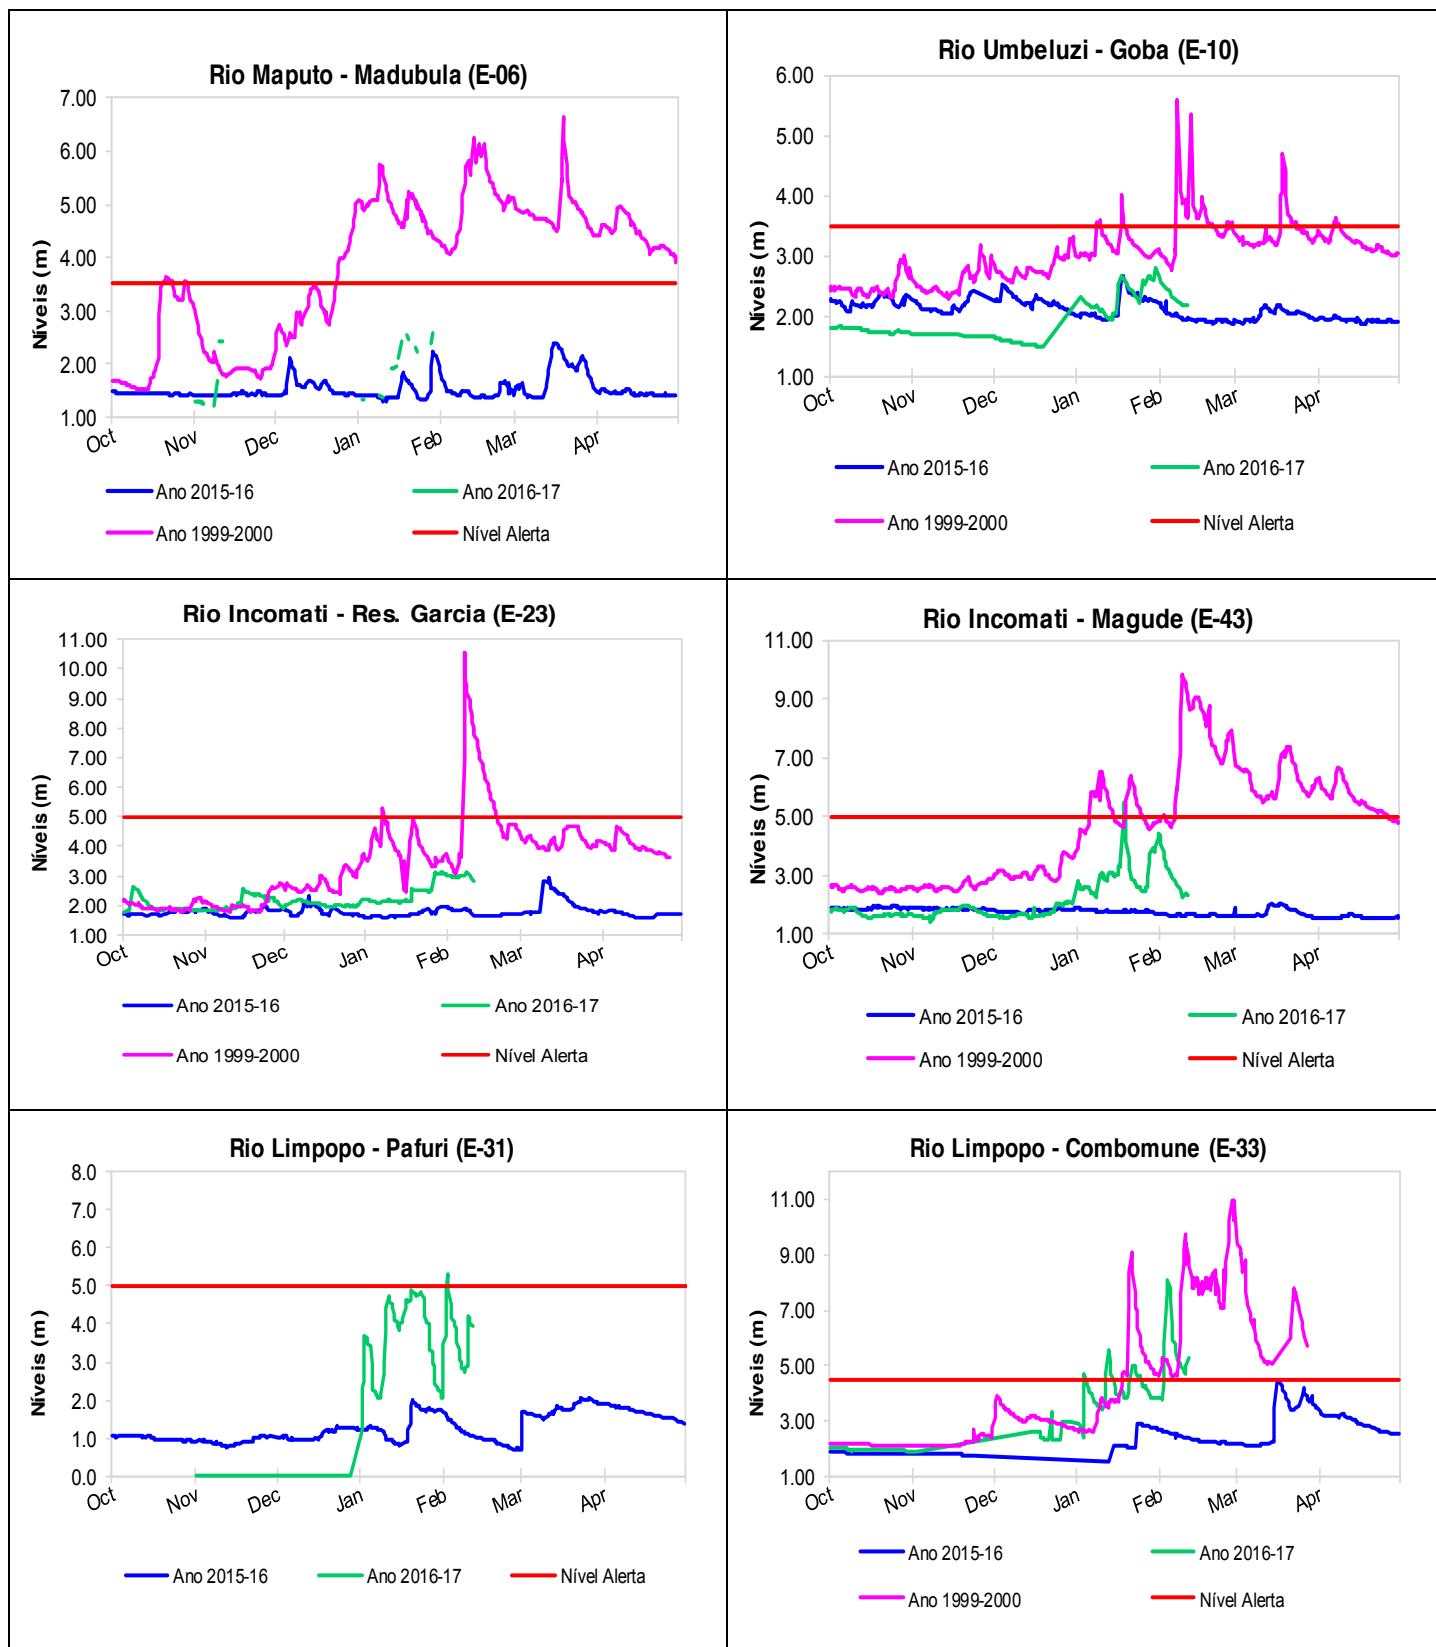 Rio Maputo - Madubula (E-06)
Níveis (m)
7.00
6.00
5.00
4.00
3.00
2.00
1.00
Oct Nov Dec Jan Feb Mar Apr
Ano 2015-16 Ano 2016-17
Ano 1999-2000 Nível Alerta
Rio Umbeluzi - Goba (E-10)
Níveis (m)
6.00
5.00
4.00
3.00
2.00
1.00
Oct Nov Dec Jan Feb Mar Apr
Ano 2015-16 Ano 2016-17
Ano 1999-2000 Nível Alerta
Rio Incomati - Res. Garcia (E-23)
Níveis (m)
11.00
10.00
9.00
8.00
7.00
6.00
5.00
4.00
3.00
2.00
1.00
Oct Nov Dec Jan Feb Mar Apr
Ano 2015-16 Ano 2016-17
Ano 1999-2000 Nível Alerta
Rio Incomati - Magude (E-43)
Níveis (m)
11.00
9.00
7.00
5.00
3.00
1.00
Oct Nov Dec Jan Feb Mar Apr
Ano 2015-16 Ano 2016-17
Ano 1999-2000 Nível Alerta
Rio Limpopo - Pafuri (E-31)
Níveis (m)
8.0
7.0
6.0
5.0
4.0
3.0
2.0
1.0
0.0
Oct Nov Dec Jan Feb Mar Apr
Ano 2015-16 Ano 2016-17 Nível Alerta
Rio Limpopo - Combomune (E-33)
Níveis (m)
11.00
9.00
7.00
5.00
3.00
1.00
Oct Nov Dec Jan Feb Mar Apr
Ano 2015-16 Ano 2016-17
Ano 1999-2000 Nível Alerta